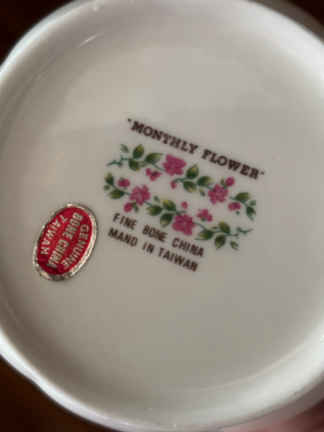 "MONTHLY FLOWER"
FINE BONE CHINA
MAND IN TAIWAN
GENUINE
BONE CHINA
TAIWAN